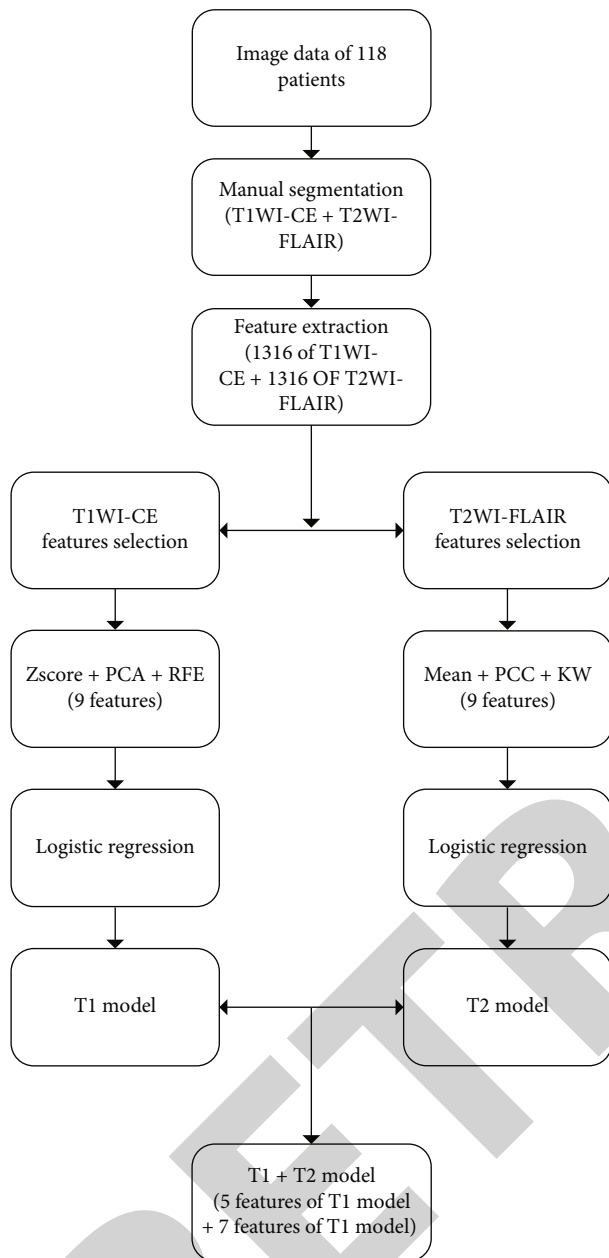 Image data of 118
patients
Manual segmentation
(T1WI-CE + T2WI-
FLAIR)
Feature extraction
(1316 of T1WI-
CE + 1316 OF T2WI-
FLAIR)
T1WI-CE
features selection
T2WI-FLAIR
features selection
Zscore + PCA + RFE
(9 features)
Mean + PCC + KW
(9 features)
Logistic regression
Logistic regression
T1 model
T2 model
T1 + T2 model
(5 features of T1 model
+ 7 features of T1 model)
ETR